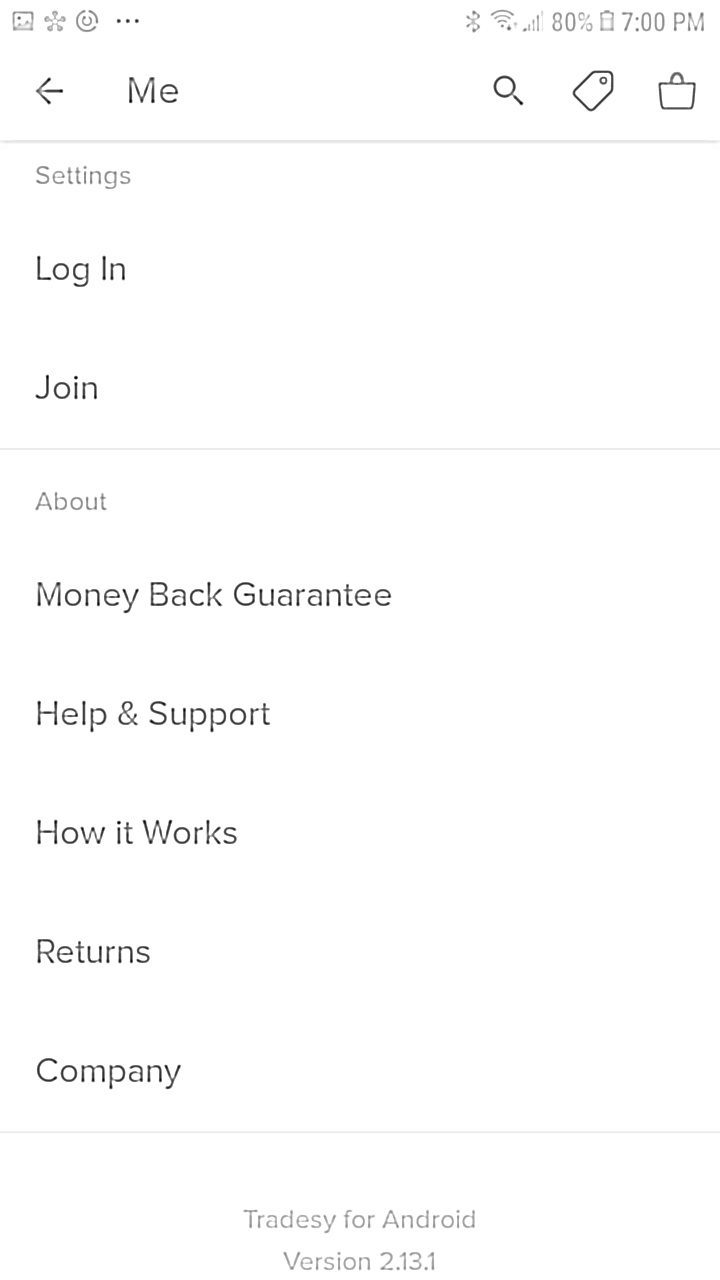 80% 7:00 PM
Me
Settings
Log In
Join
About
Money Back Guarantee
Help & Support
How it Works
Returns
Company
Tradesy for Android
Version 2.13.1